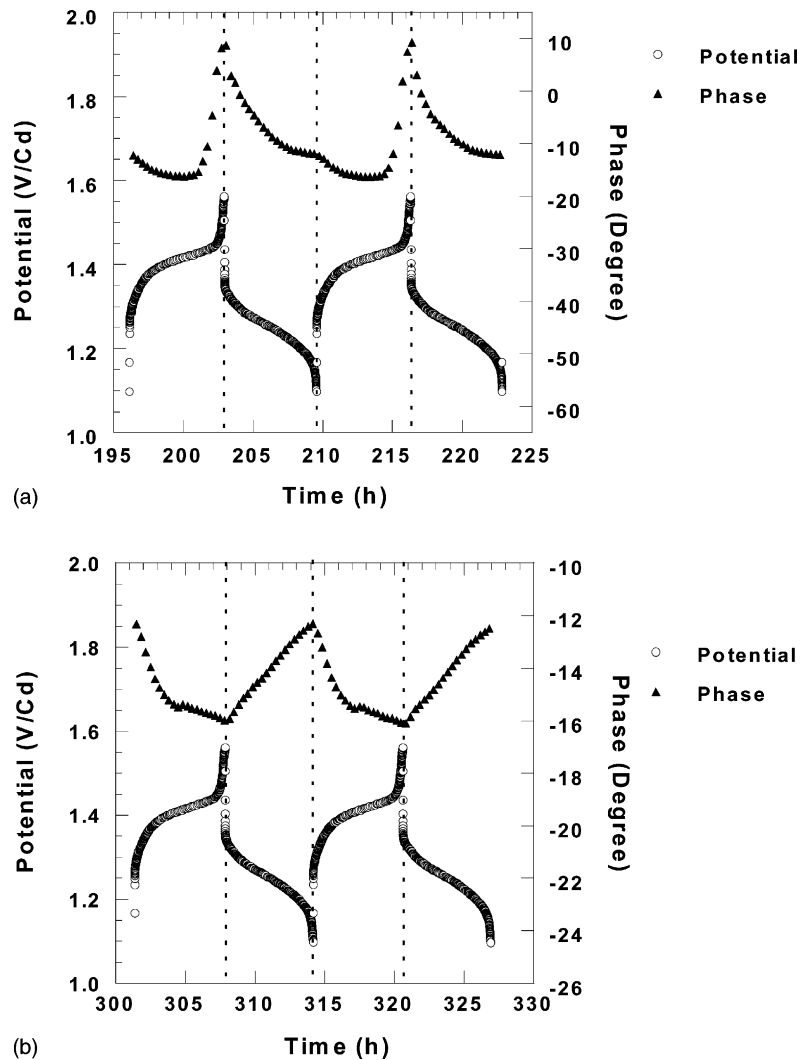 2.0
1.8
1.6
1.4
1.2
1.0
Potential (V/Cd)
10
0
-10
-20
-30
-40
-50
-60
Phase (Degree)
Potential
Phase
195 200 205 210 215 220 225
Time (h)
(a)
2.0
1.8
1.6
1.4
1.2
1.0
Potential (V/Cd)
-10
-12
-14
-16
-18
-20
-22
-24
-26
Phase (Degree)
Potential
Phase
300 305 310 315 320 325 330
Time (h)
(b)